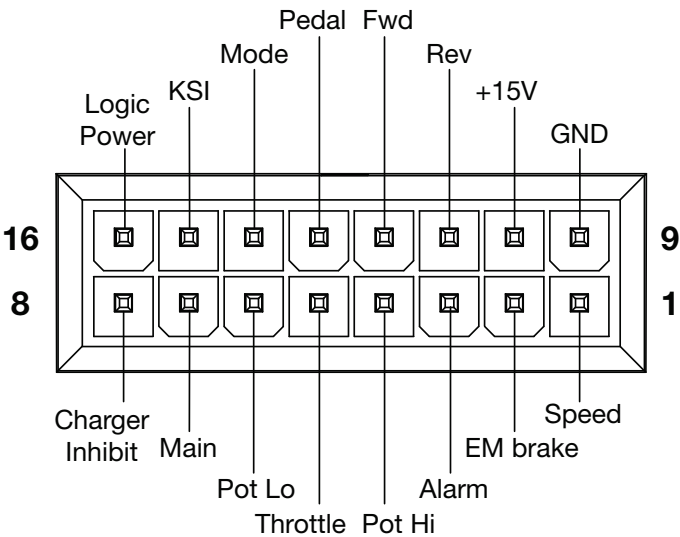 Pedal Fwd
Mode
Rev
KSI
+15V
Logic
Power
GND
16
9
8
1
Charger
Inhibit
Main
Pot Lo
Throttle
Pot Hi
Alarm
EM brake
Speed